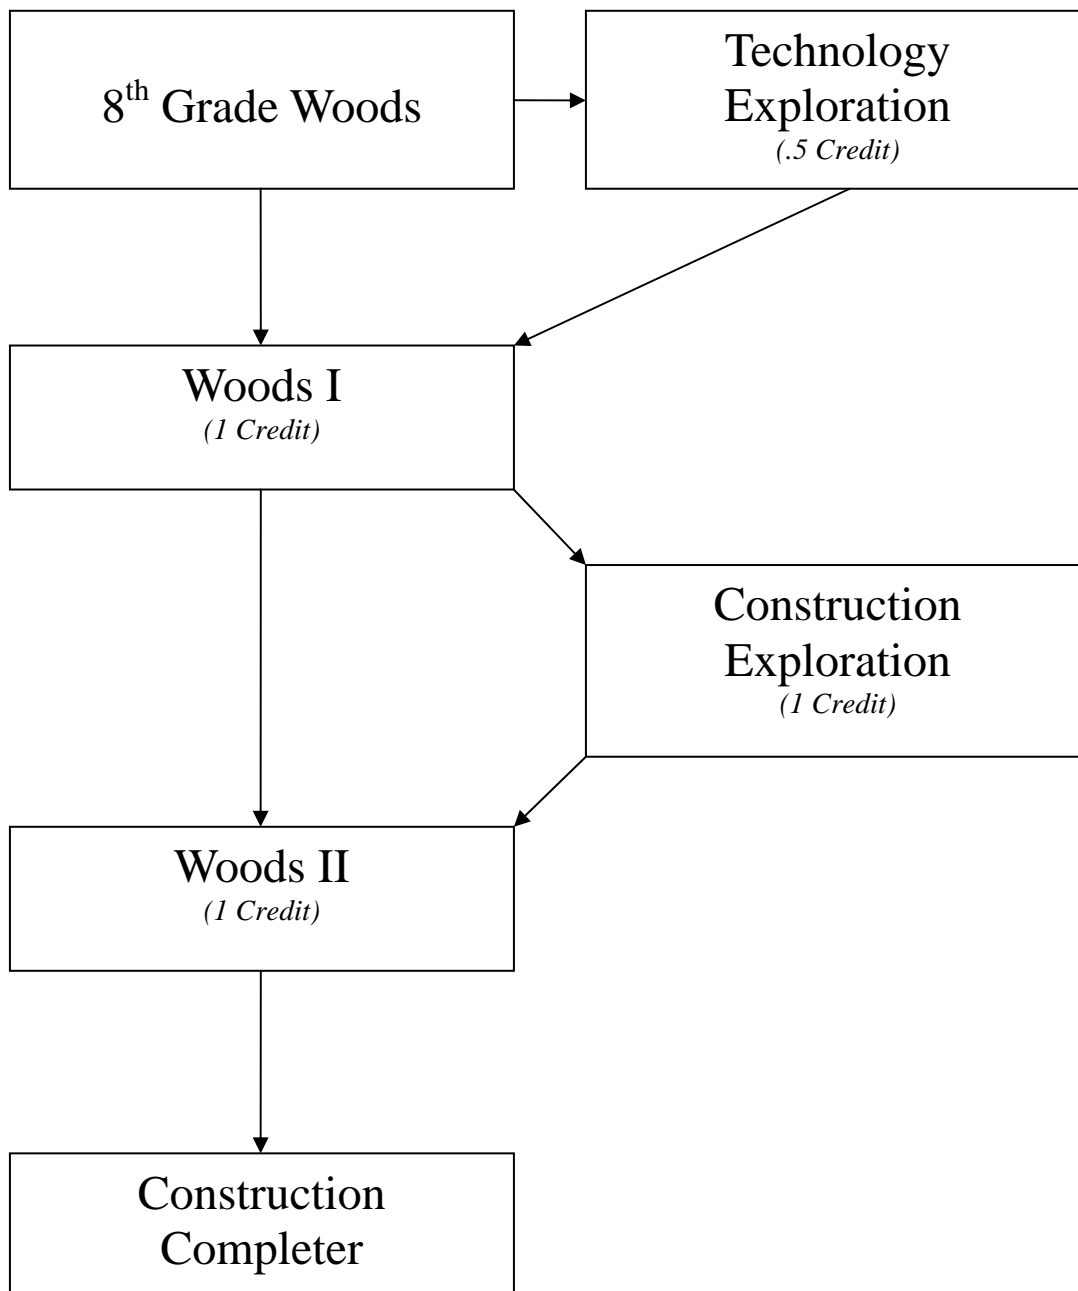 8th Grade Woods
Technology
Exploration
(.5 Credit)
Woods I
(1 Credit)
Construction
Exploration
(1 Credit)
Woods II
(1 Credit)
Construction
Completer